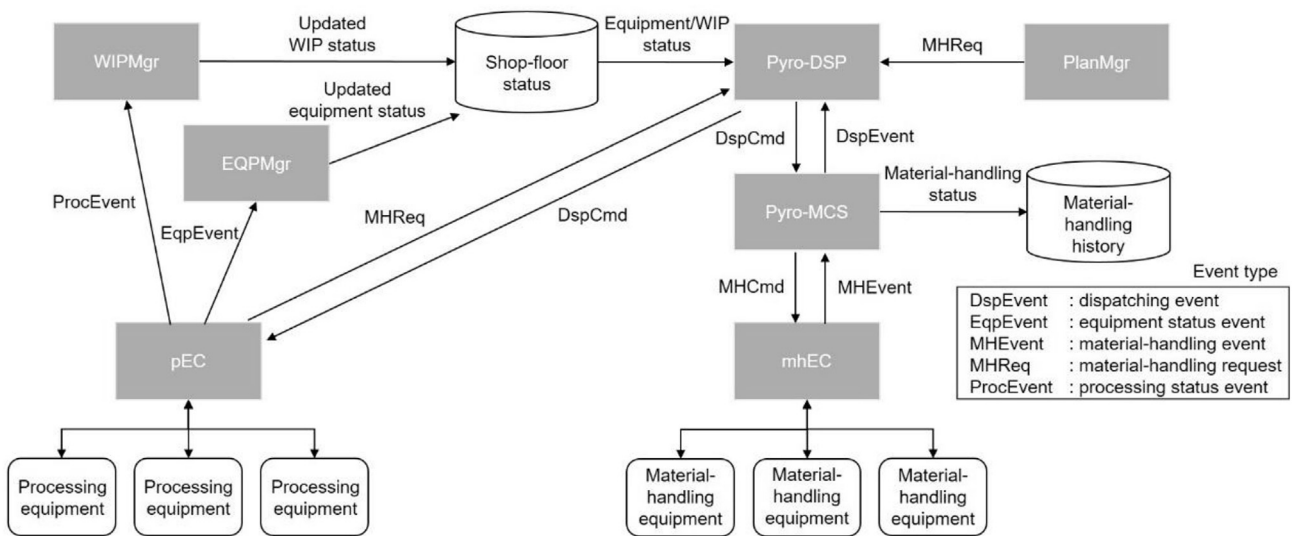 Updated
WIP status
WIPMgr
Shop-floor
status
Equipment/WIP
status
Pyro-DSP
MHReq
PlanMgr
Updated
equipment status
EQPMgr
DspCmd
DspEvent
ProcEvent
EqpEvent
MHReq
DspCmd
Pyro-MCS
Material-handling
status
Material-
handling
history
MHCmd
MHEvent
pEC
mhEC
Event type
DspEvent : dispatching event
EqpEvent : equipment status event
MHEvent : material-handling event
MHReq : material-handling request
ProcEvent : processing status event
Processing
equipment
Processing
equipment
Processing
equipment
Material-
handling
equipment
Material-
handling
equipment
Material-
handling
equipment